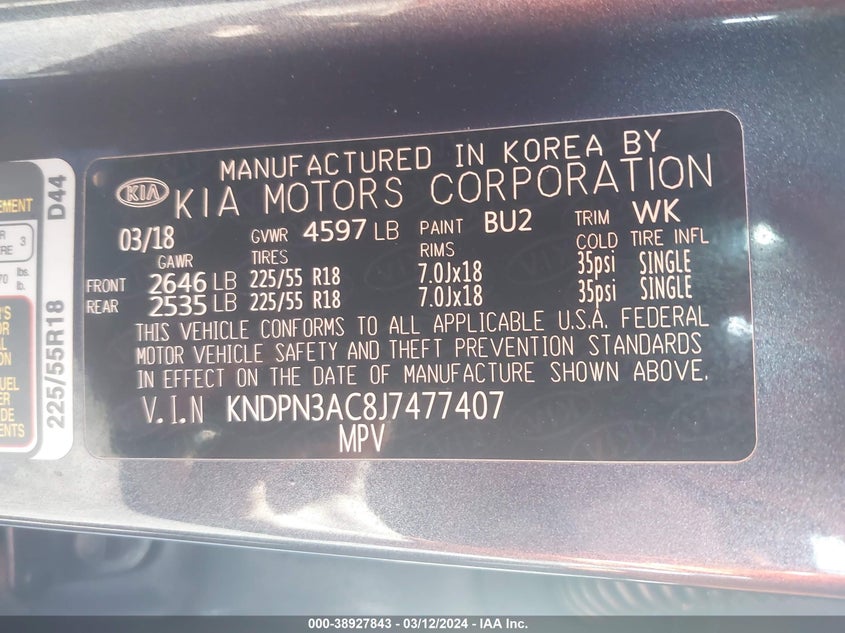 MANUFACTURED IN KOREA BY
KIA KIA MOTORS CORPORATION
03/18 GVWR 4597 LB PAINT BU2 TRIM WK
GAWR TIRES RIMS COLD TIRE INFL
FRONT 2646 LB 225/55 R18 7.0Jx18 35psi SINGLE
REAR 2535 LB 225/55 R18 7.0Jx18 35psi SINGLE
THIS VEHICLE CONFORMS TO ALL APPLICABLE U.S.A. FEDERAL
MOTOR VEHICLE SAFETY AND THEFT PREVENTION STANDARDS
IN EFFECT ON THE DATE OF MANUFACTURE SHOWN ABOVE.
V.I.N KNDPN3AC8J7477407
MPV
225/55R18 D44
000-38927843 - 03/12/2024 - IAA Inc.